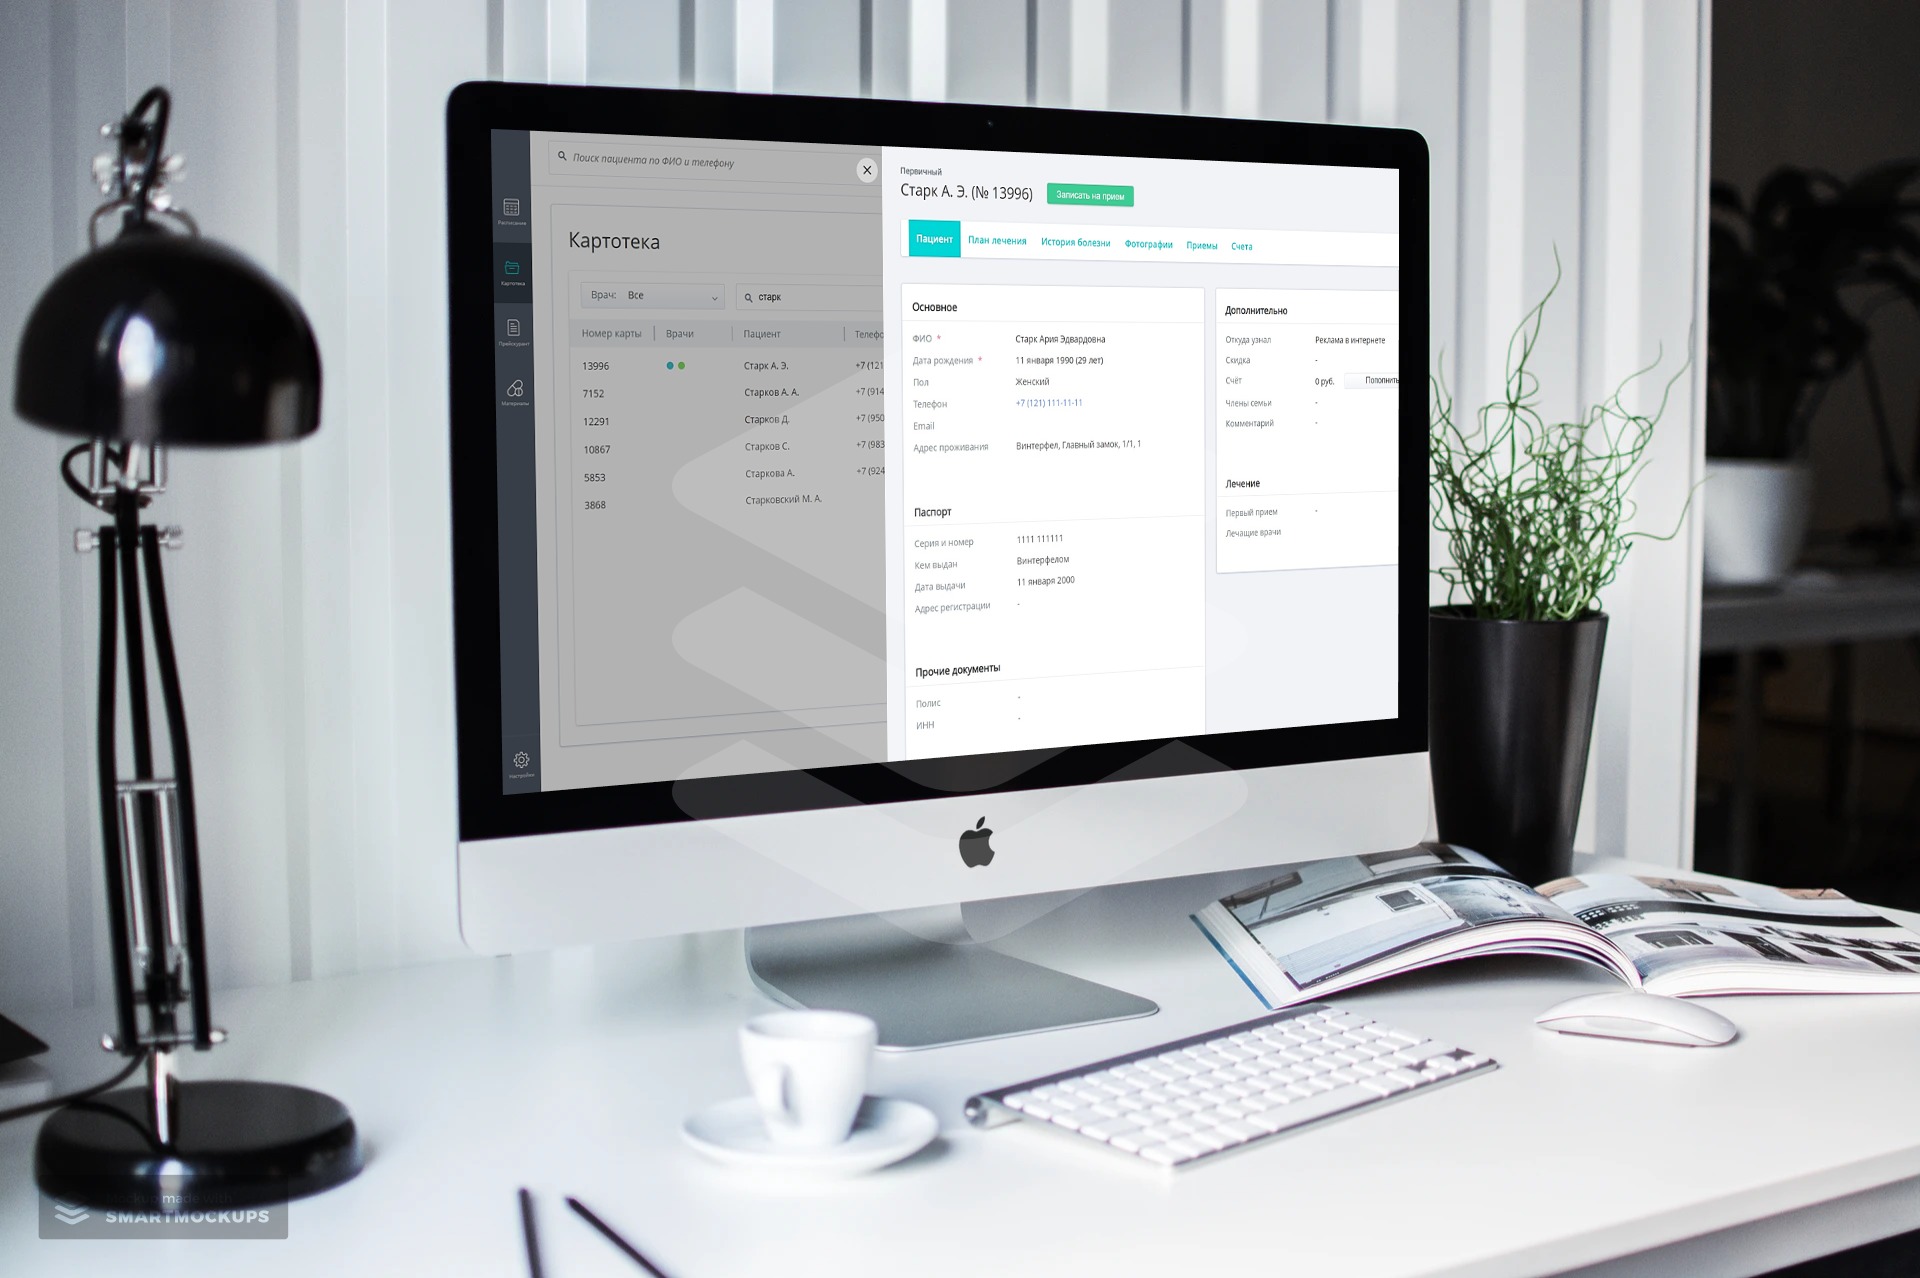 Поиск пациента по ФИО и телефону
Расписание
Картотека
Прейскурант
Материалы
Настройки
Картотека
Врач: Все
старк
Номер карты Врачи Пациент
13996 Старк А. Э. +7 (121
7152 Старков А. А. +7 (914
12291 Старков Д. +7 (950
10867 Старков С. +7 (983
5853 Старкова А. +7 (924
3868 Старковский М. А.
Первичный
Старк А. Э. (№ 13996) Записать на прием
Пациент План лечения История болезни Фотографии Приемы Счета
Основное
ФИО * Старк Ария Эдвардовна
Дата рождения * 11 января 1990 (29 лет)
Пол Женский
Телефон +7 (121) 111-11-11
Email
Адрес проживания Винтерфел, Главный замок, 1/1, 1
Паспорт
Серия и номер 1111 111111
Кем выдан Винтерфелом
Дата выдачи 11 января 2000
Адрес регистрации -
Прочие документы
Полис -
ИНН -
Дополнительно
Откуда узнал Реклама в интернете
Скидка -
Счёт 0 руб. Пополнить
Члены семьи -
Комментарий -
Лечение
Первый прием -
Лечащие врачи
Mockup made with
SMARTMOCKUPS